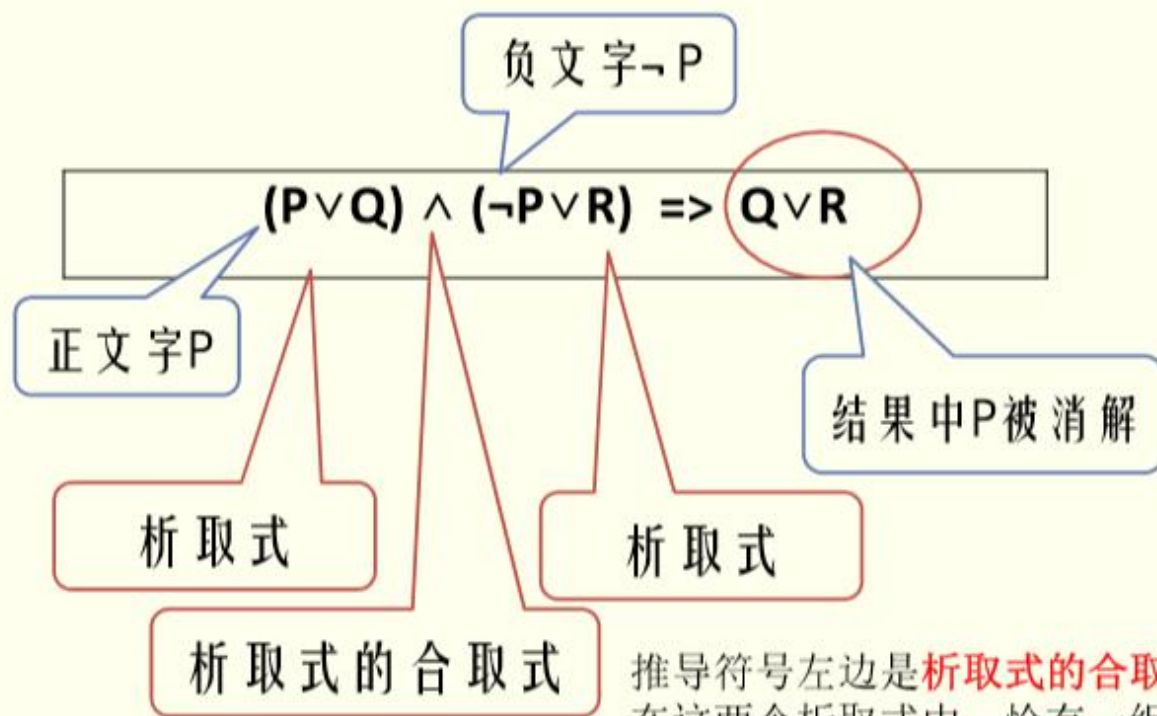 负文字¬P
(P∨Q) ∧ (¬P∨R) => Q∨R
正文字P
结果中P被消解
析取式
析取式
析取式的合取式
推导符号左边是析取式的合取